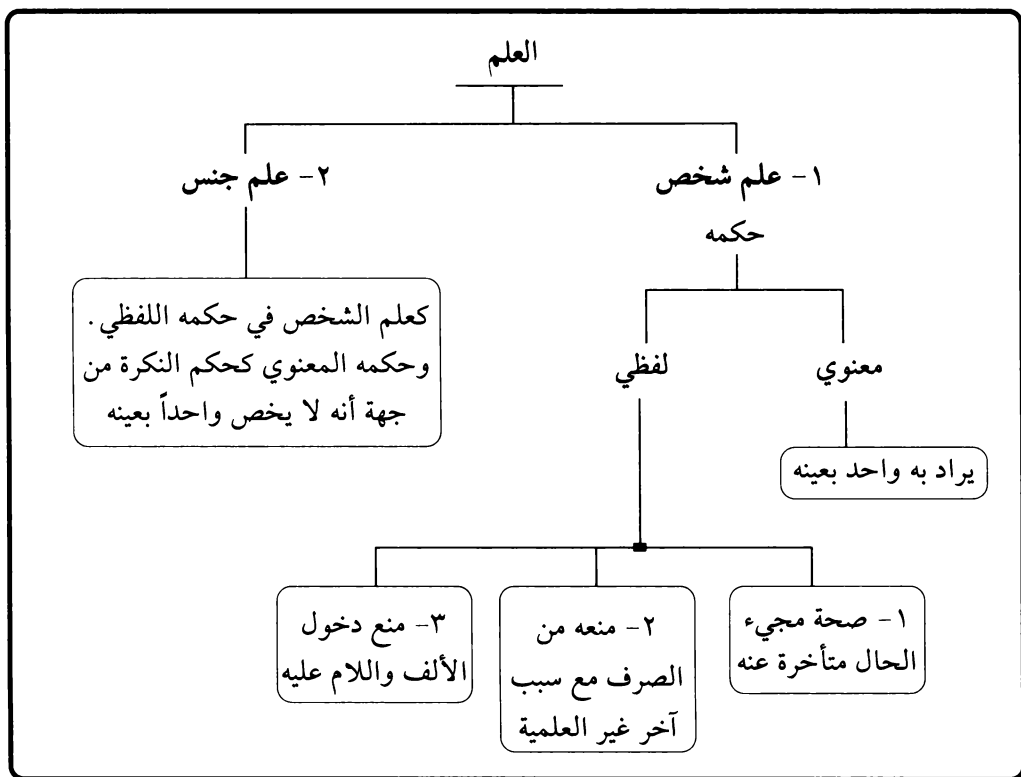 العلم
١- علم شخص
٢- علم جنس
حكمه
كعلم الشخص في حكمه اللفظي.
وحكمه المعنوي كحكم النكرة من
جهة أنه لا يخص واحداً بعينه
معنوي
لفظي
يراد به واحد بعينه
١- صحة مجيء
الحال متأخرة عنه
٢- منعه من
الصرف مع سبب
آخر غير العلمية
٣- منع دخول
الألف واللام عليه